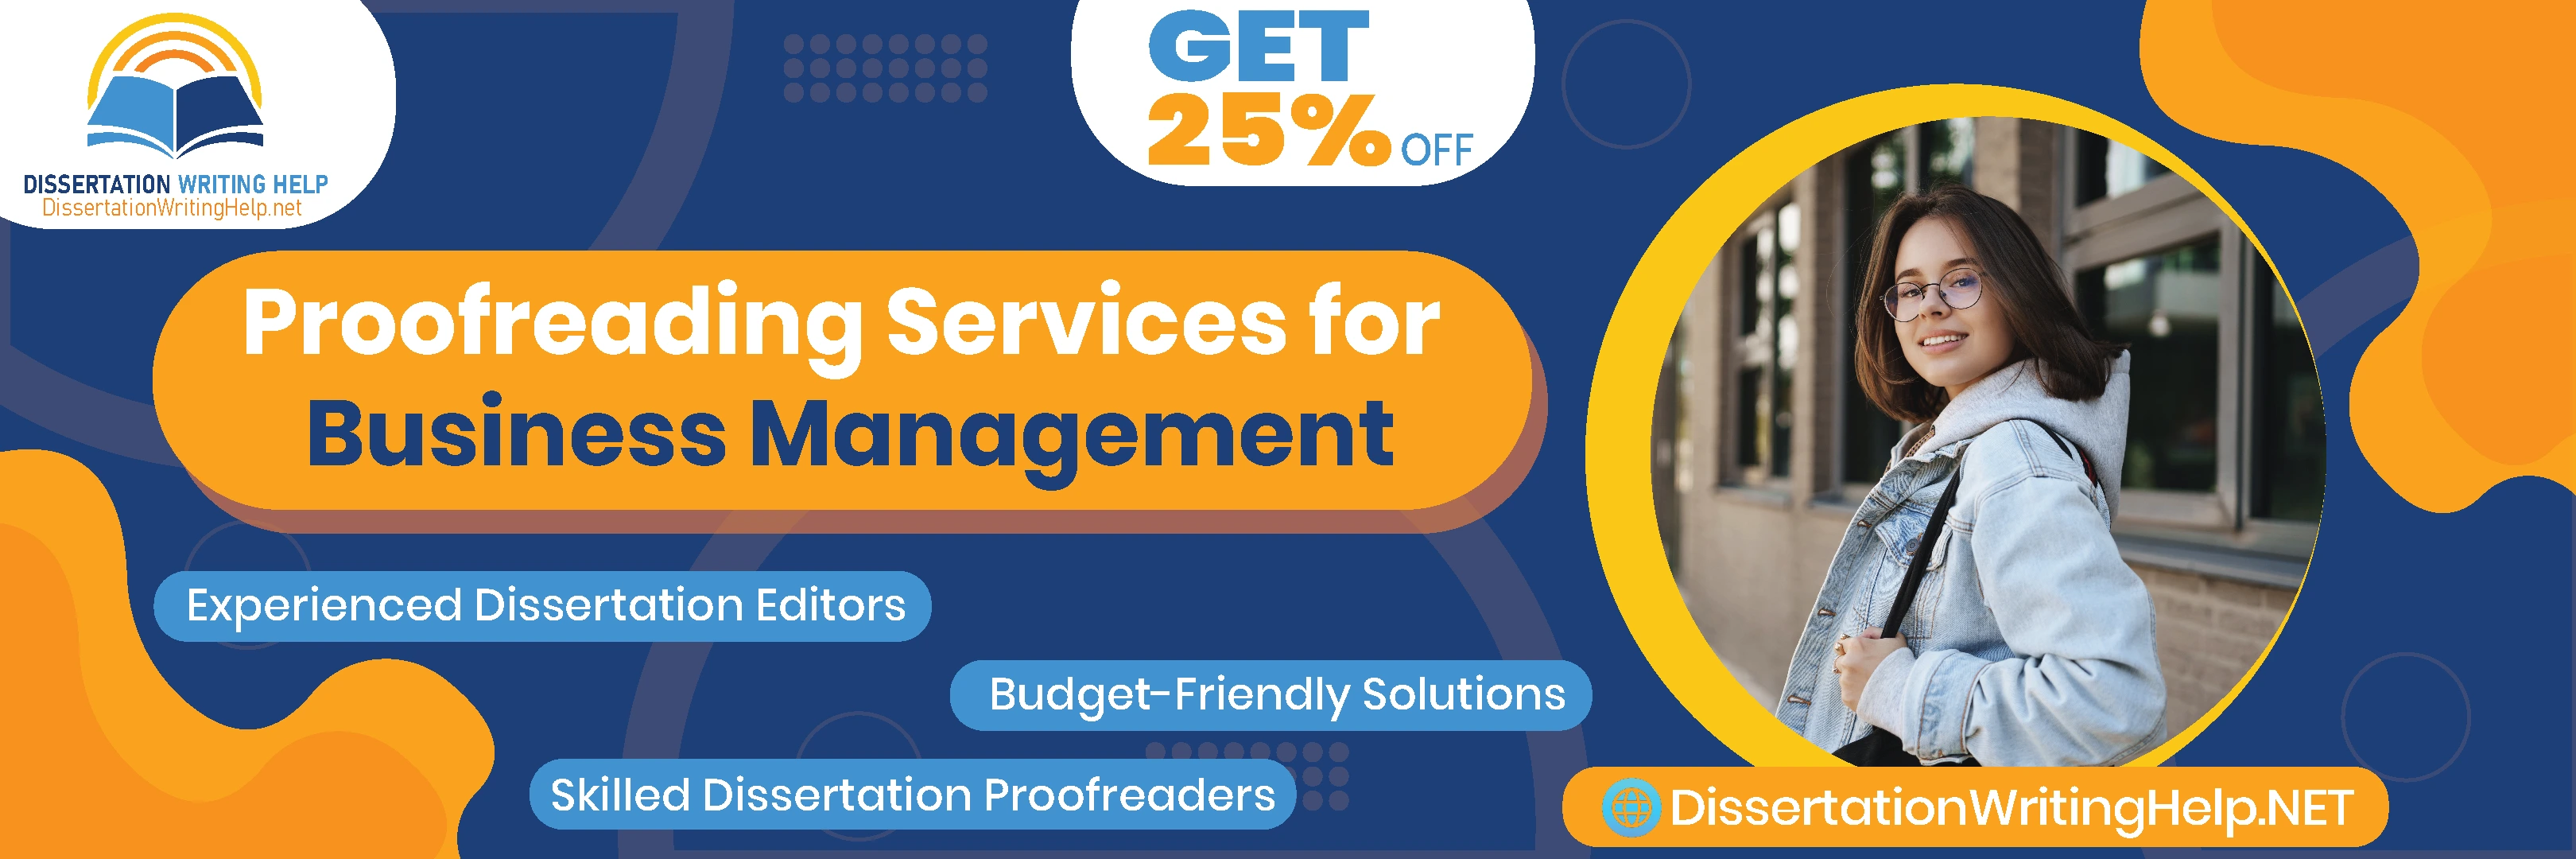 DISSERTATION WRITING HELP
DissertationWritingHelp.net
GET
25% OFF
Proofreading Services for
Business Management
Experienced Dissertation Editors
Budget-Friendly Solutions
Skilled Dissertation Proofreaders
DissertationWritingHelp.NET